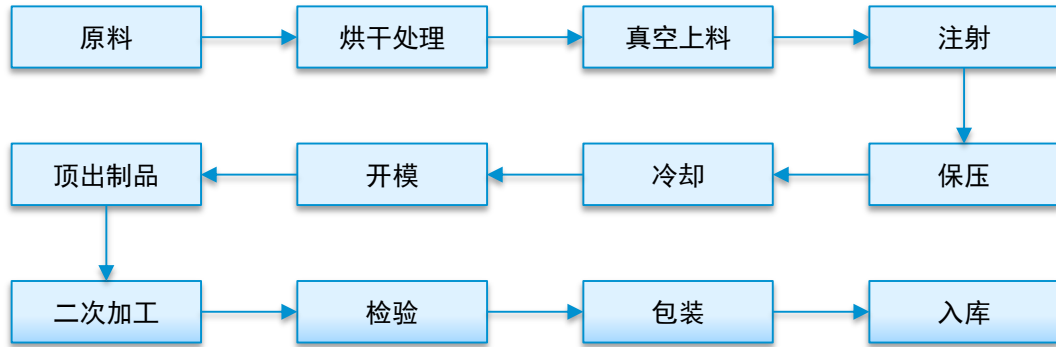 原料
烘干处理
真空上料
注射
保压
冷却
开模
顶出制品
二次加工
检验
包装
入库